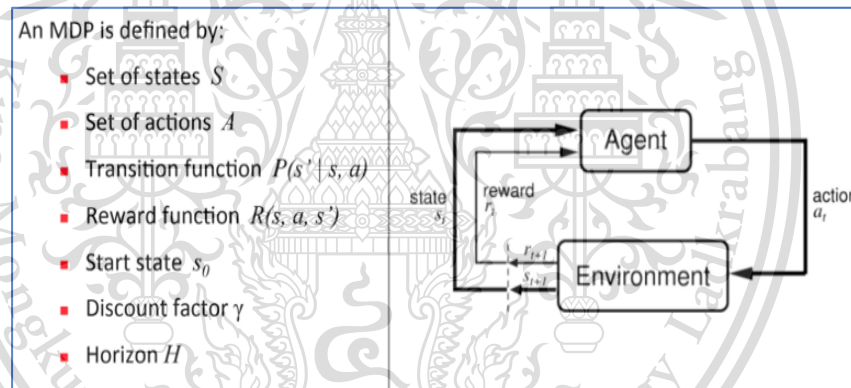 An MDP is defined by:
Set of states S
Set of actions A
Transition function P(s' | s, a)
Reward function R(s, a, s')
Start state s₀
Discount factor γ
Horizon H
Agent
state
sₜ
reward
rₜ
action
aₜ
rₜ₊₁
sₜ₊₁
Environment